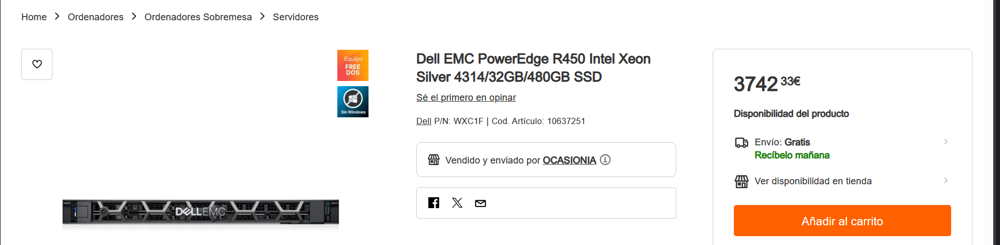 Home > Ordenadores > Ordenadores Sobremesa > Servidores
Equipo
FREE
DOS
Sin Windows
DELLEMC
Dell EMC PowerEdge R450 Intel Xeon
Silver 4314/32GB/480GB SSD
Sé el primero en opinar
Dell P/N: WXC1F | Cod. Artículo: 10637251
Vendido y enviado por OCASIONIA
3742 33€
Disponibilidad del producto
Envío: Gratis
Recíbelo mañana
Ver disponibilidad en tienda
Añadir al carrito